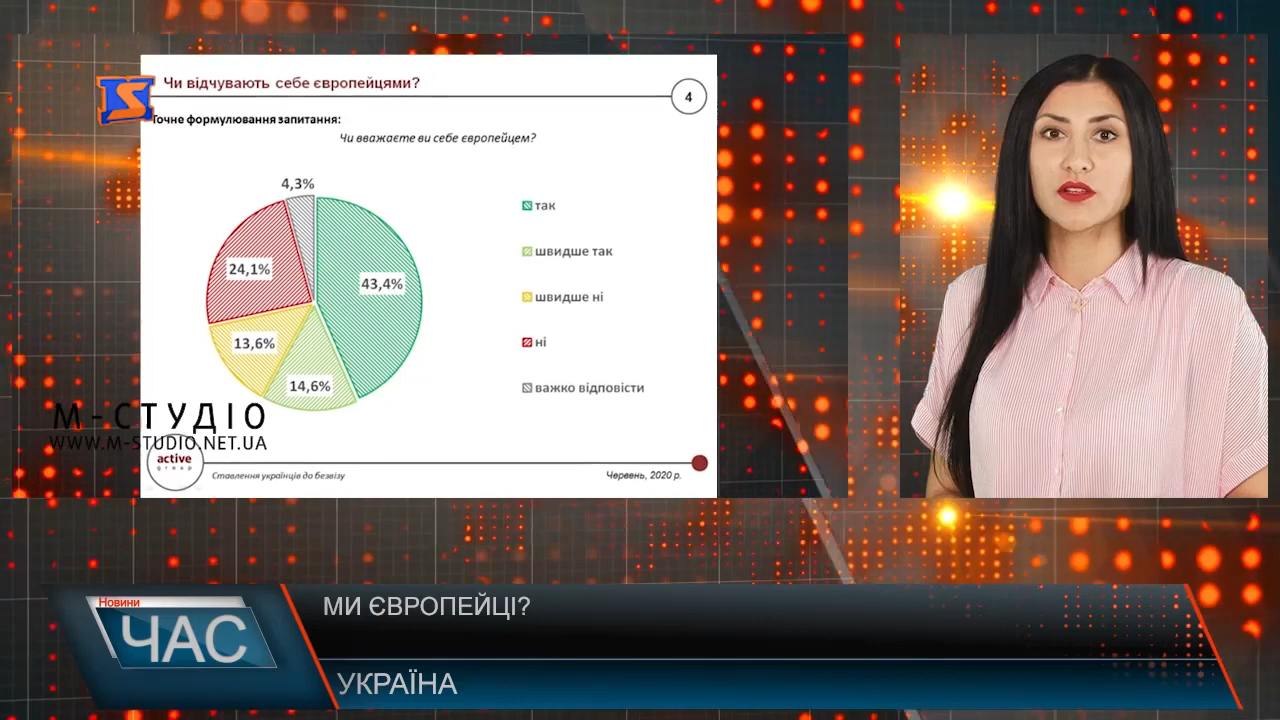 Чи відчувають себе європейцями?
4
Точне формулювання запитання:
Чи вважаєте ви себе європейцем?
4,3%
24,1%
43,4%
13,6%
14,6%
так
швидше так
швидше ні
ні
важко відповісти
М-СТУДІО
WWW.M-STUDIO.NET.UA
active
group
Ставлення українців до безвізу
Червень, 2020 р.
Новини
ЧАС
МИ ЄВРОПЕЙЦІ?
УКРАЇНА